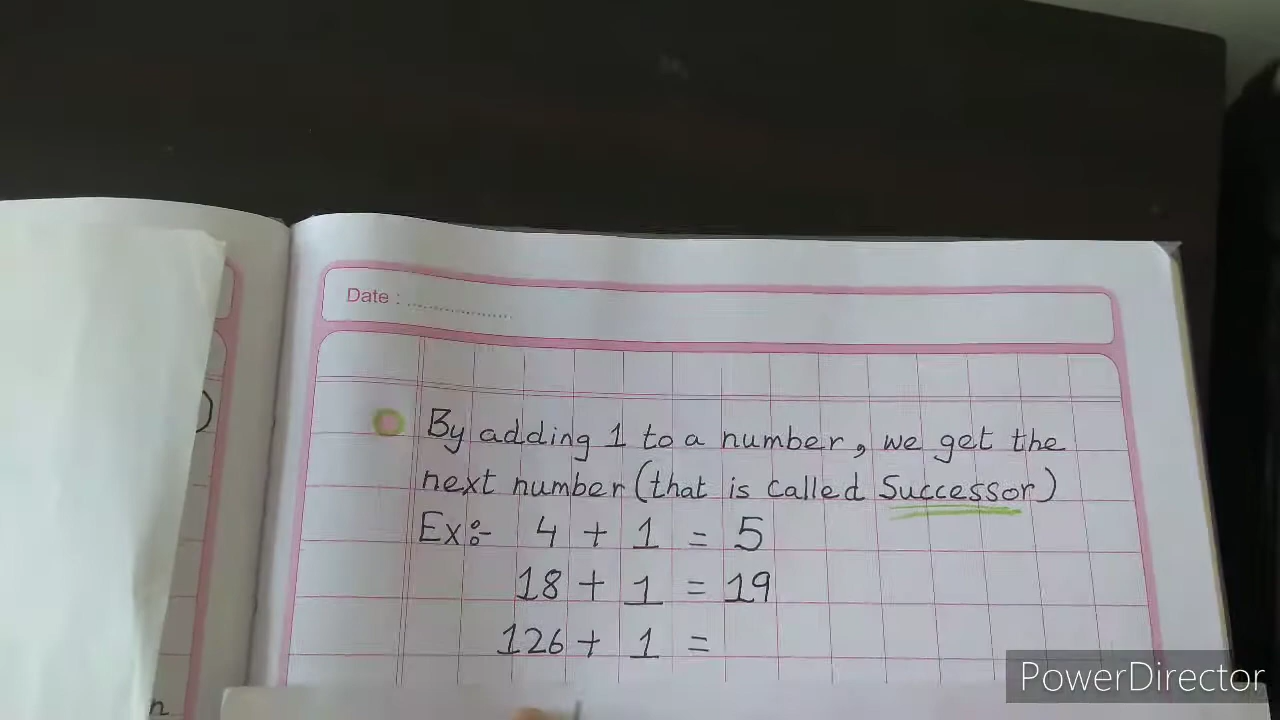 Date : ..................
By adding 1 to a number, we get the
next number (that is called Successor)
Ex:- 4 + 1 = 5
18 + 1 = 19
126 + 1 =
)
n
PowerDirector